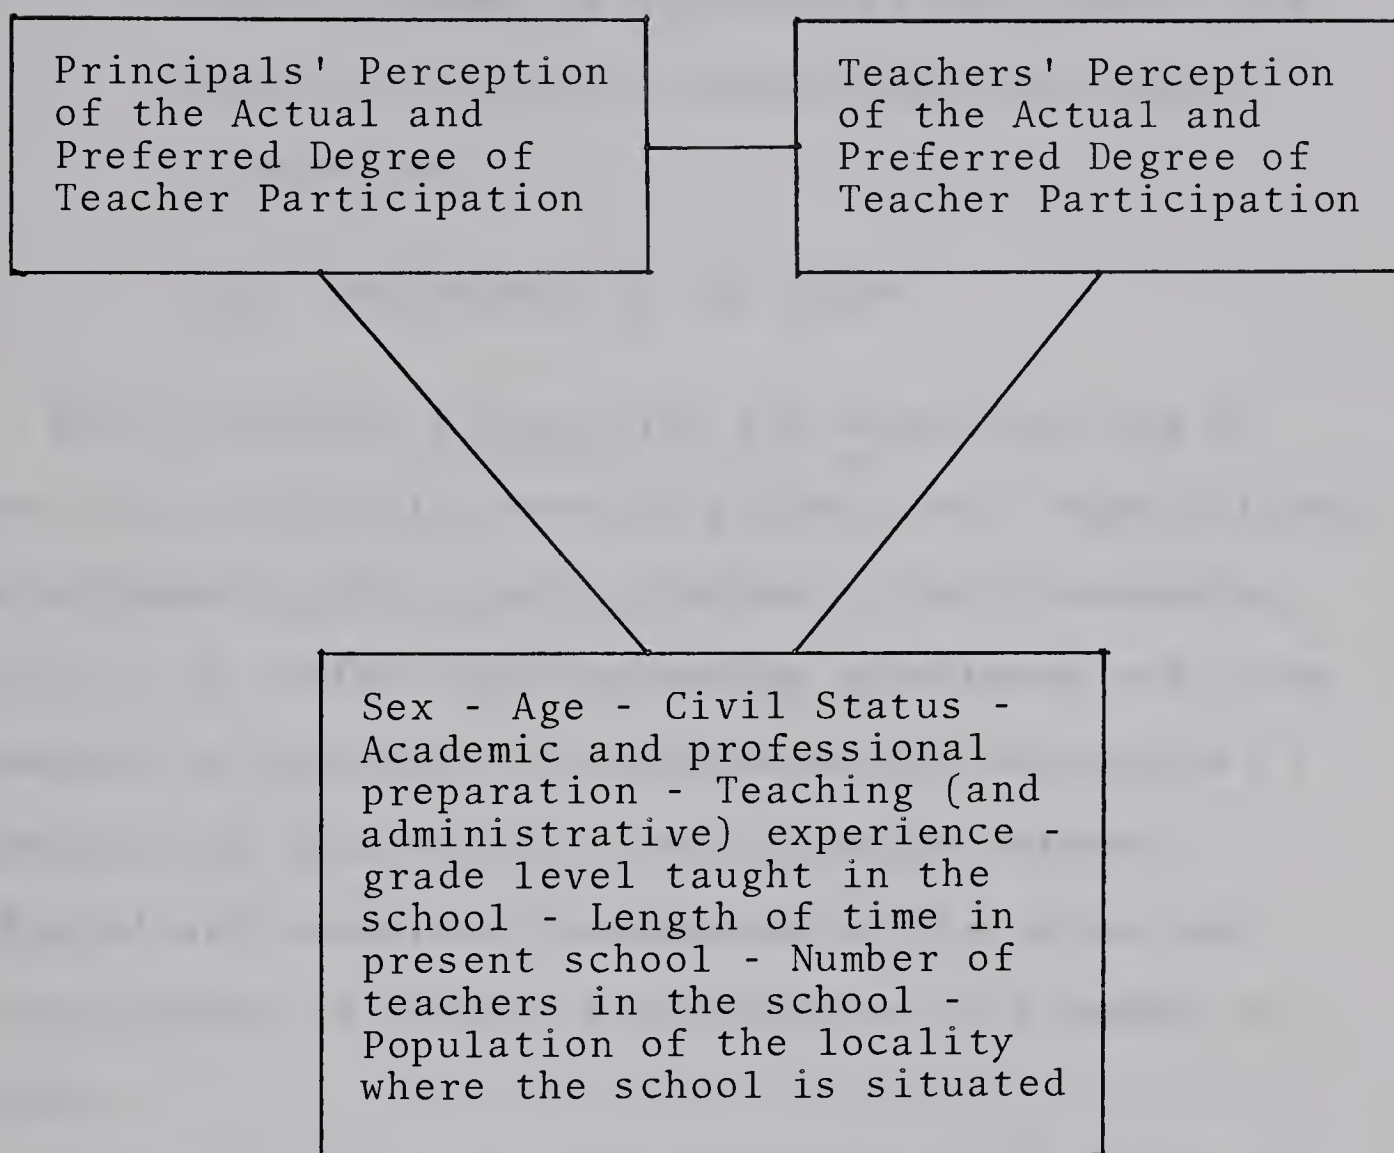 Principals' Perception
of the Actual and
Preferred Degree of
Teacher Participation
Teachers' Perception
of the Actual and
Preferred Degree of
Teacher Participation
Sex - Age - Civil Status -
Academic and professional
preparation - Teaching (and
administrative) experience -
grade level taught in the
school - Length of time in
present school - Number of
teachers in the school -
Population of the locality
where the school is situated